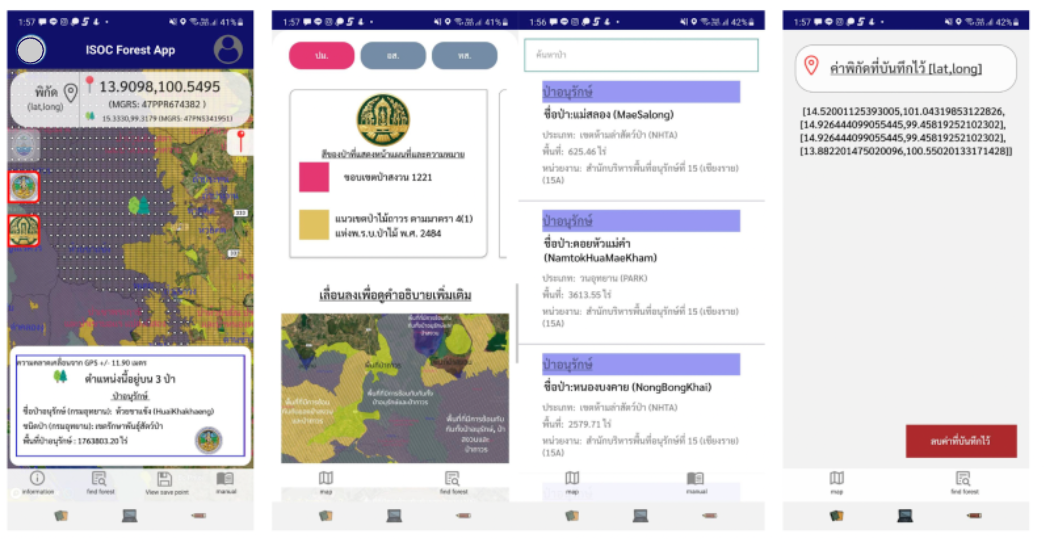 1:57
41%
ISOC Forest App
พิกัด
(lat,long)
13.9098,100.5495
(MGRS: 47PPR674382 )
15.3330,99.3179 (MGRS: 47PNS341951)
ความคลาดเคลื่อนจาก GPS +/- 11.90 เมตร
ตำแหน่งนี้อยู่บน 3 ป่า
ป่าอนุรักษ์
ชื่อป่าอนุรักษ์ (กรมอุทยาน): ห้วยขาแข้ง (HuaiKhakhaeng)
ชนิดป่า (กรมอุทยาน): เขตรักษาพันธุ์สัตว์ป่า
พื้นที่ป่าอนุรักษ์ : 1763803.20 ไร่
information
find forest
View save point
manual
1:57
41%
ปม.
อส.
ทส.
สีของป่าที่แสดงหน้าแผนที่และความหมาย
ขอบเขตป่าสงวน 1221
แนวเขตป่าไม้ถาวร ตามมาตรา 4(1)
แห่งพ.ร.บ.ป่าไม้ พ.ศ. 2484
เลื่อนลงเพื่อดูคำอธิบายเพิ่มเติม
พื้นที่ป่าถาวร
map
find forest
1:56
42%
ค้นหาป่า
ป่าอนุรักษ์
ชื่อป่า:แม่สลอง (MaeSalong)
ประเภท: เขตห้ามล่าสัตว์ป่า (NHTA)
พื้นที่: 625.46 ไร่
หน่วยงาน: สำนักบริหารพื้นที่อนุรักษ์ที่ 15 (เชียงราย)
(15A)
ป่าอนุรักษ์
ชื่อป่า:ดอยหัวแม่คำ
(NamtokHuaMaeKham)
ประเภท: วนอุทยาน (PARK)
พื้นที่: 3613.55 ไร่
หน่วยงาน: สำนักบริหารพื้นที่อนุรักษ์ที่ 15 (เชียงราย)
(15A)
ป่าอนุรักษ์
ชื่อป่า:หนองบงคาย (NongBongKhai)
ประเภท: เขตห้ามล่าสัตว์ป่า (NHTA)
พื้นที่: 2579.71 ไร่
หน่วยงาน: สำนักบริหารพื้นที่อนุรักษ์ที่ 15 (เชียงราย)
(15A)
map
manual
1:57
42%
ค่าพิกัดที่บันทึกไว้ [lat,long]
[14.52001125393005,101.04319853122826,
[14.926444099055445,99.45819252102302],
[14.926444099055445,99.45819252102302],
[13.882201475020096,100.55020133171428]]
ลบค่าที่บันทึกไว้
map
find forest